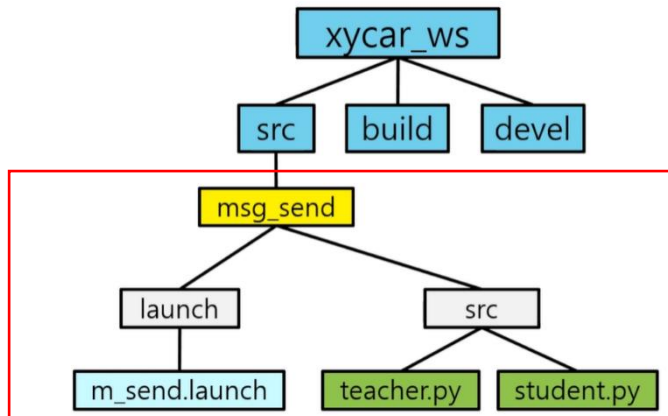 xycar_ws
src
build
devel
msg_send
launch
src
m_send.launch
teacher.py
student.py